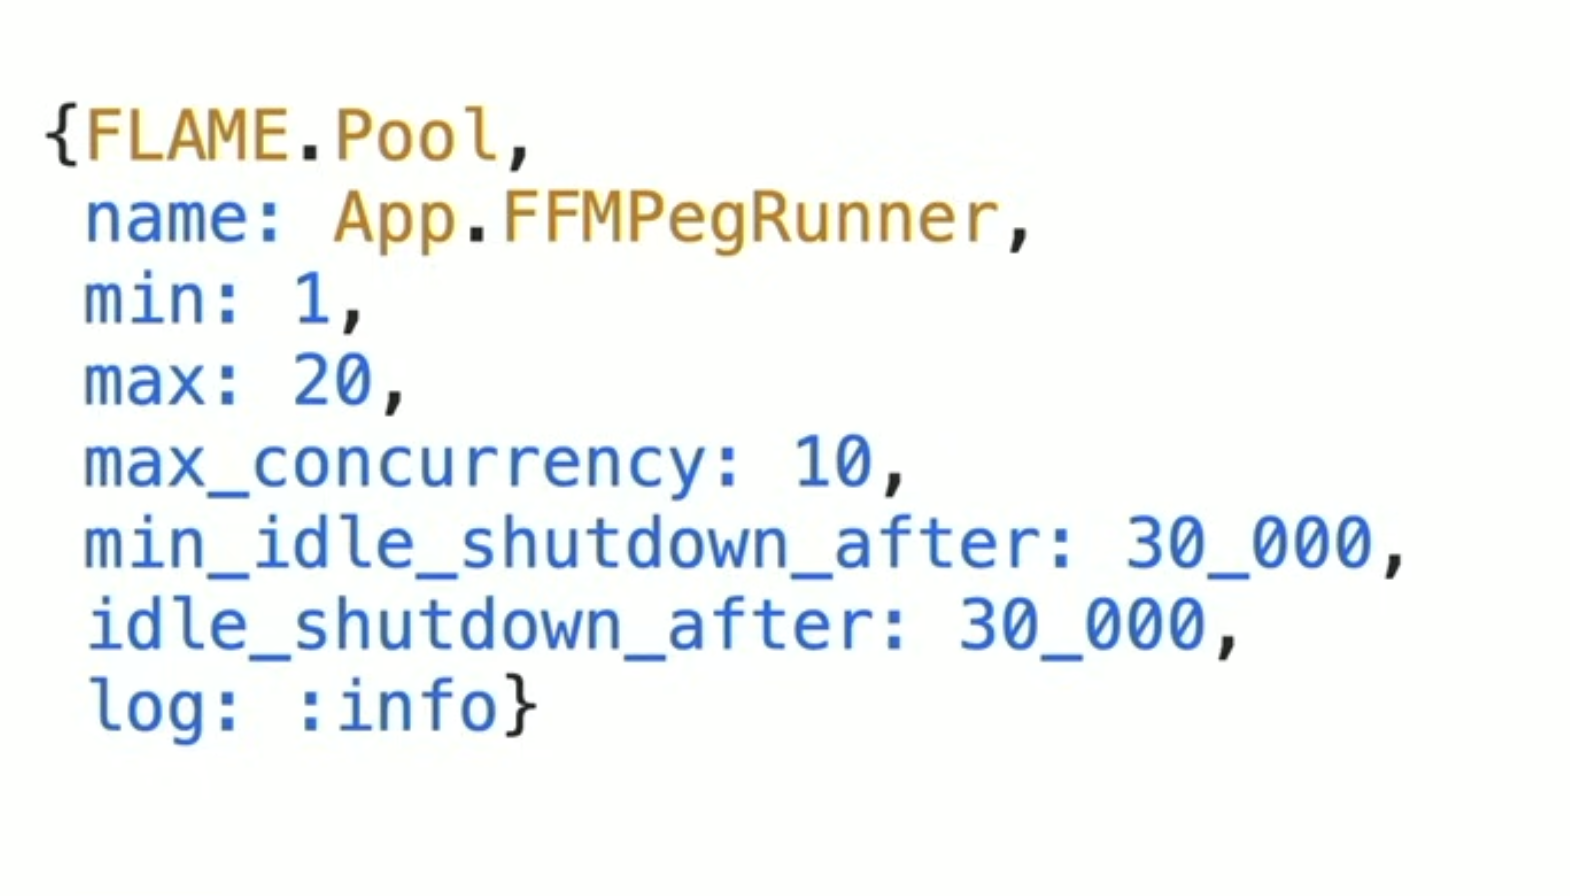 {FLAME.Pool,
name: App.FFMPegRunner,
min: 1,
max: 20,
max_concurrency: 10,
min_idle_shutdown_after: 30_000,
idle_shutdown_after: 30_000,
log: :info}